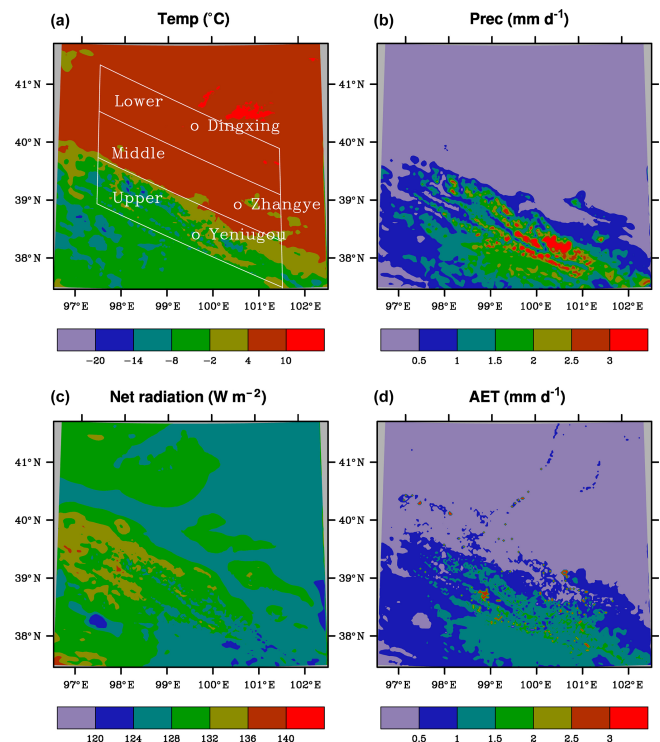 (a) Temp (°C)
(b) Prec (mm d-1)
41°N
40°N
39°N
38°N
Lower
Dingxing
Middle
Upper
Zhangye
Yeniugou
41°N
40°N
39°N
38°N
97°E 98°E 99°E 100°E 101°E 102°E
97°E 98°E 99°E 100°E 101°E 102°E
-20 -14 -8 -2 4 10
0.5 1 1.5 2 2.5 3
(c) Net radiation (W m-2)
(d) AET (mm d-1)
41°N
40°N
39°N
38°N
41°N
40°N
39°N
38°N
97°E 98°E 99°E 100°E 101°E 102°E
97°E 98°E 99°E 100°E 101°E 102°E
120 124 128 132 136 140
0.5 1 1.5 2 2.5 3